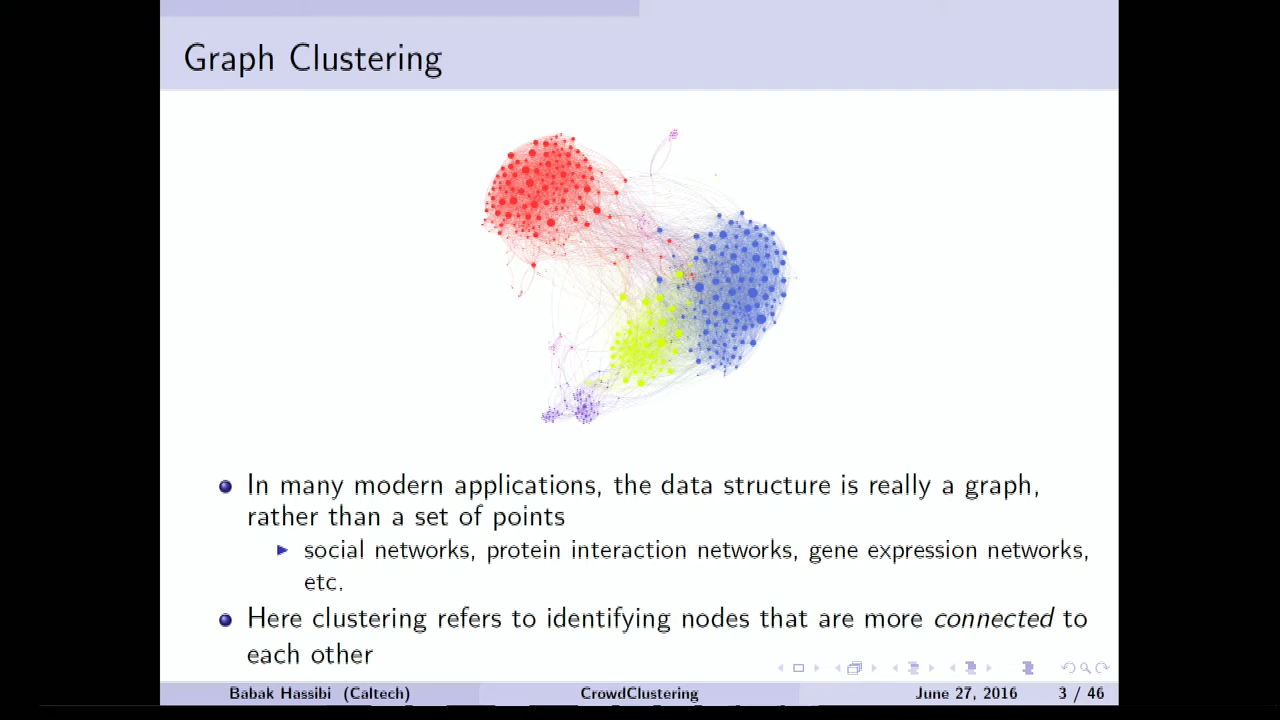 Graph Clustering
In many modern applications, the data structure is really a graph,
rather than a set of points
social networks, protein interaction networks, gene expression networks,
etc.
Here clustering refers to identifying nodes that are more connected to
each other
Babak Hassibi (Caltech) CrowdClustering June 27, 2016 3 / 46